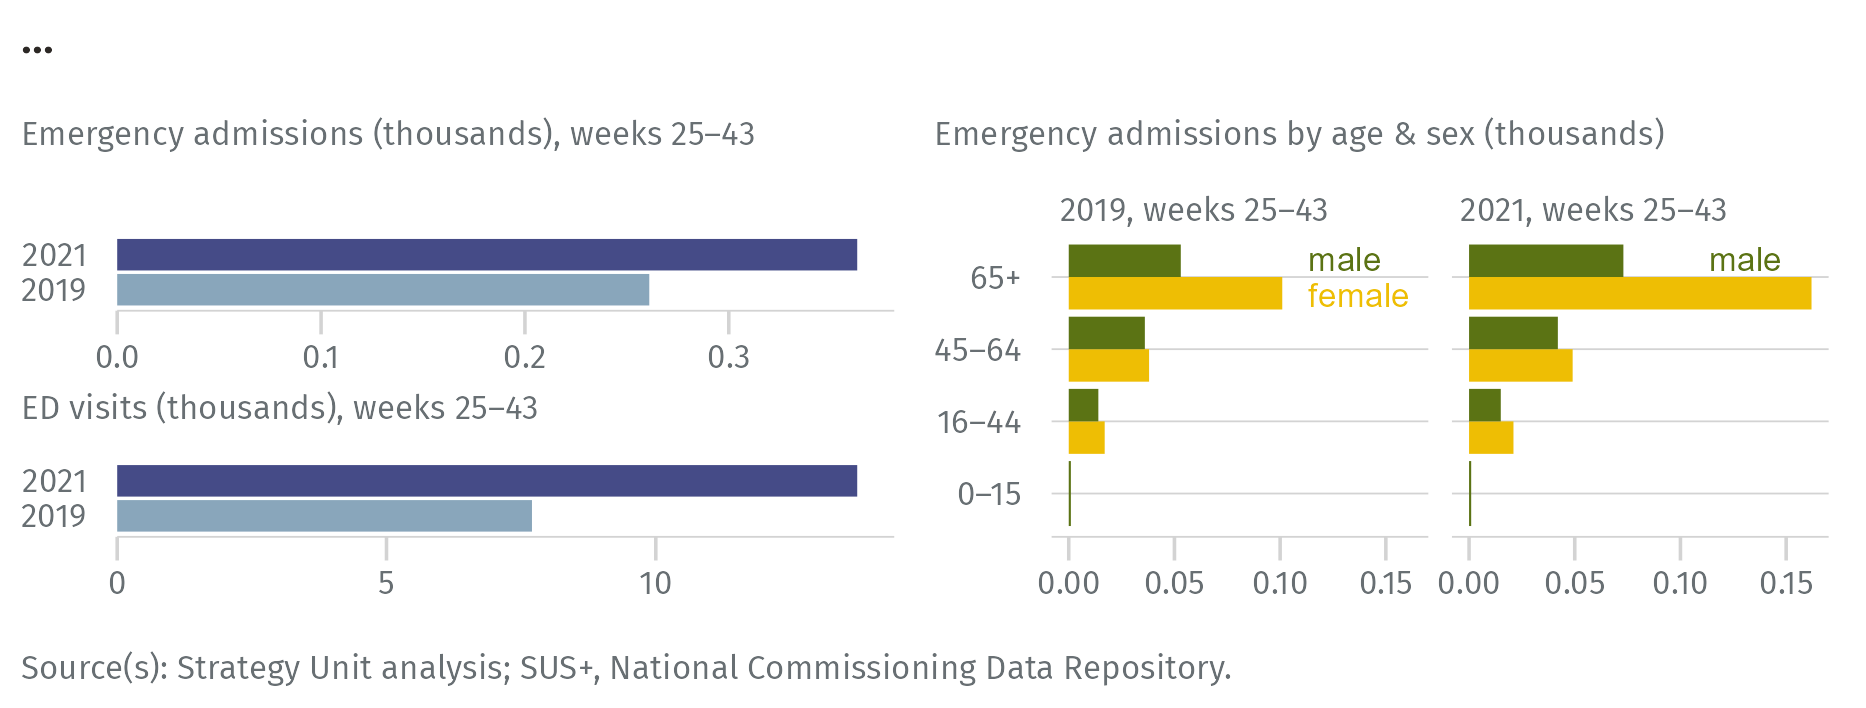 ...
Emergency admissions (thousands), weeks 25–43
2021
2019
0.0 0.1 0.2 0.3
ED visits (thousands), weeks 25–43
2021
2019
0 5 10
Emergency admissions by age & sex (thousands)
2019, weeks 25–43 2021, weeks 25–43
65+ male male
female
45–64
16–44
0–15
0.00 0.05 0.10 0.15 0.00 0.05 0.10 0.15
Source(s): Strategy Unit analysis; SUS+, National Commissioning Data Repository.